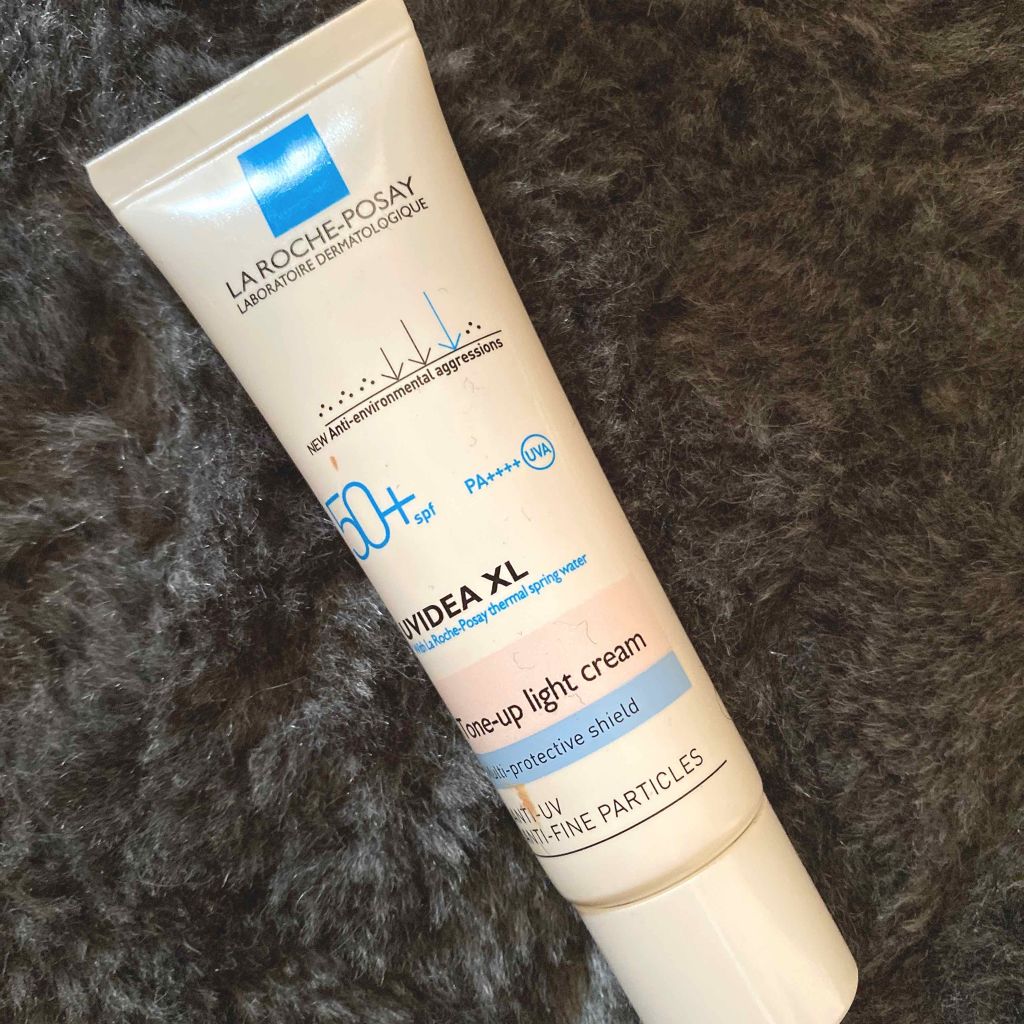 LA ROCHE-POSAY
LABORATOIRE DERMATOLOGIQUE
NEW Anti-environmental aggressions
50+ spf
PA++++ UVA
UVIDEA XL
With La Roche-Posay thermal spring water
Tone-up light cream
Multi-protective shield
ANTI-UV
ANTI-FINE PARTICLES